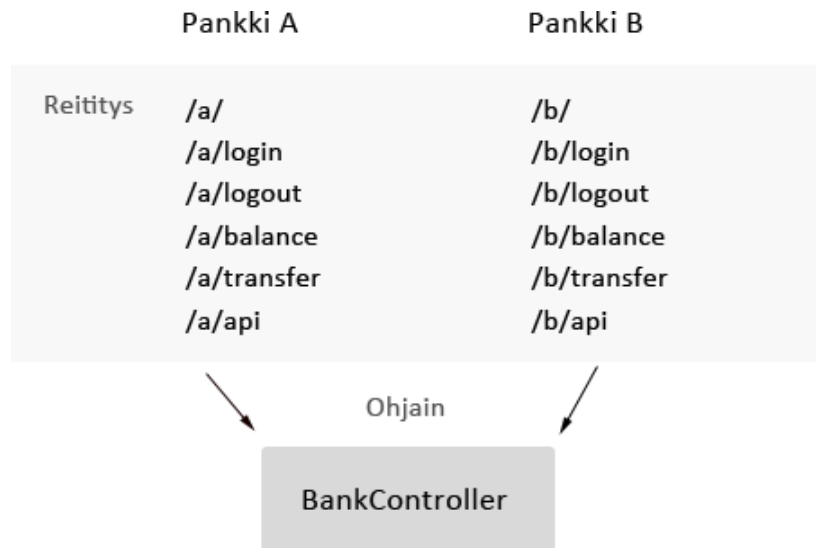 Pankki A Pankki B
Reititys /a/ /b/
/a/login /b/login
/a/logout /b/logout
/a/balance /b/balance
/a/transfer /b/transfer
/a/api /b/api
Ohjain
BankController